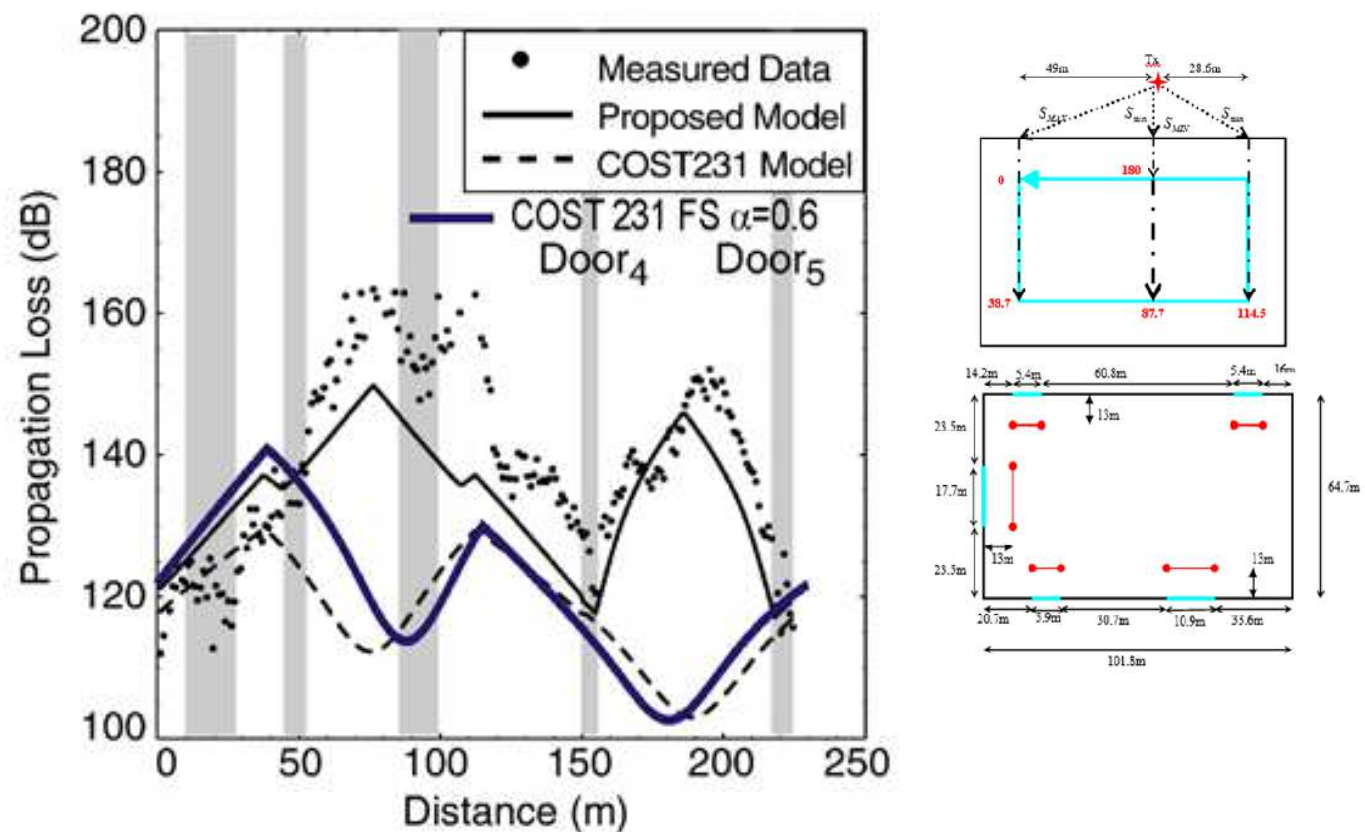 200
180
160
140
120
100
Propagation Loss (dB)
0
50
100
150
200
250
Distance (m)
Measured Data
Proposed Model
COST231 Model
COST 231 FS α=0.6
Door4
Door5
Tx
49m
28.6m
SMAX
Smin
SMIN
Smin
0
180
38.7
87.7
114.5
14.2m
5.4m
60.8m
5.4m
16m
13m
23.5m
17.7m
64.7m
13m
23.5m
13m
20.7m
5.9m
30.7m
10.9m
33.6m
101.8m